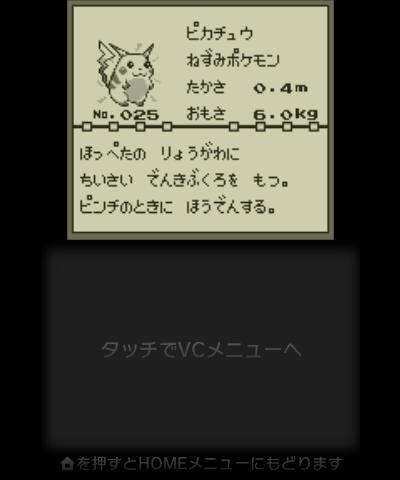 ピカチュウ
ねずみポケモン
たかさ 0.4m
No.025 おもさ 6.0kg
ほっぺたの りょうがわに
ちいさい でんきぶくろを もつ。
ピンチのときに ほうでんする。
タッチでVCメニューへ
を押すとHOMEメニューにもどります